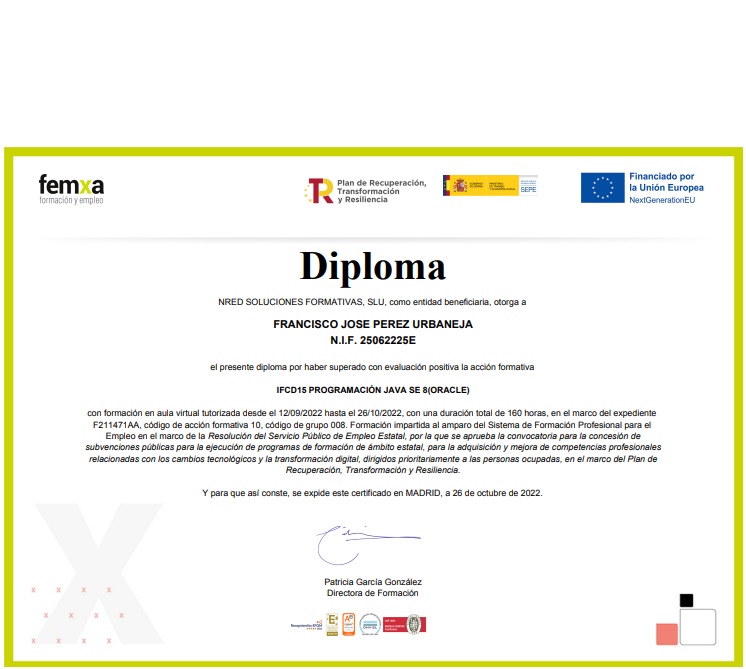 femxa
formación y empleo
Plan de Recuperación,
Transformación
y Resiliencia
SEPE
Financiado por
la Unión Europea
NextGenerationEU
Diploma
NRED SOLUCIONES FORMATIVAS, SLU, como entidad beneficiaria, otorga a
FRANCISCO JOSE PEREZ URBANEJA
N.I.F. 25062225E
el presente diploma por haber superado con evaluación positiva la acción formativa
IFCD15 PROGRAMACIÓN JAVA SE 8(ORACLE)
con formación en aula virtual tutorizada desde el 12/09/2022 hasta el 26/10/2022, con una duración total de 160 horas, en el marco del expediente
F211471AA, código de acción formativa 10, código de grupo 008. Formación impartida al amparo del Sistema de Formación Profesional para el
Empleo en el marco de la Resolución del Servicio Público de Empleo Estatal, por la que se aprueba la convocatoria para la concesión de
subvenciones públicas para la ejecución de programas de formación de ámbito estatal, para la adquisición y mejora de competencias profesionales
relacionadas con los cambios tecnológicos y la transformación digital, dirigidos prioritariamente a las personas ocupadas, en el marco del Plan de
Recuperación, Transformación y Resiliencia.
Y para que así conste, se expide este certificado en MADRID, a 26 de octubre de 2022.
Patricia García González
Directora de Formación